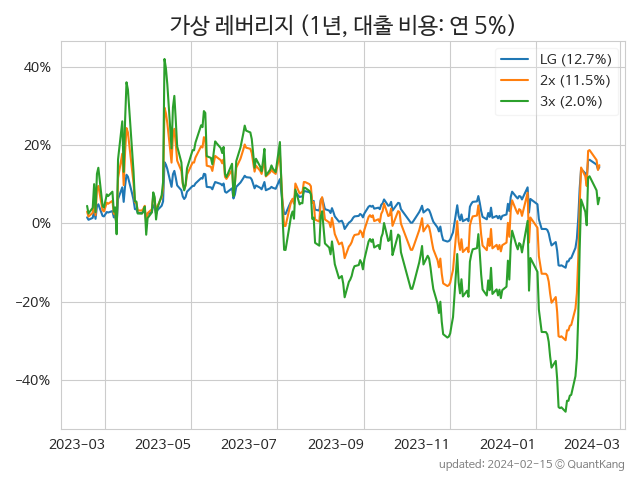 가상 레버리지 (1년, 대출 비용: 연 5%)
LG (12.7%)
2x (11.5%)
3x (2.0%)
40%
20%
0%
−20%
−40%
2023-03 2023-05 2023-07 2023-09 2023-11 2024-01 2024-03
updated: 2024-02-15 © QuantKang